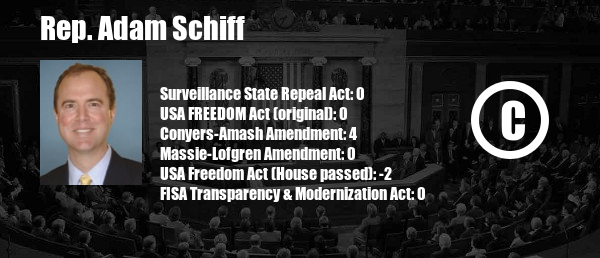 Rep. Adam Schiff
Surveillance State Repeal Act: 0
USA FREEDOM Act (original): 0
Conyers-Amash Amendment: 4
Massie-Lofgren Amendment: 0
USA Freedom Act (House passed): -2
FISA Transparency & Modernization Act: 0
C